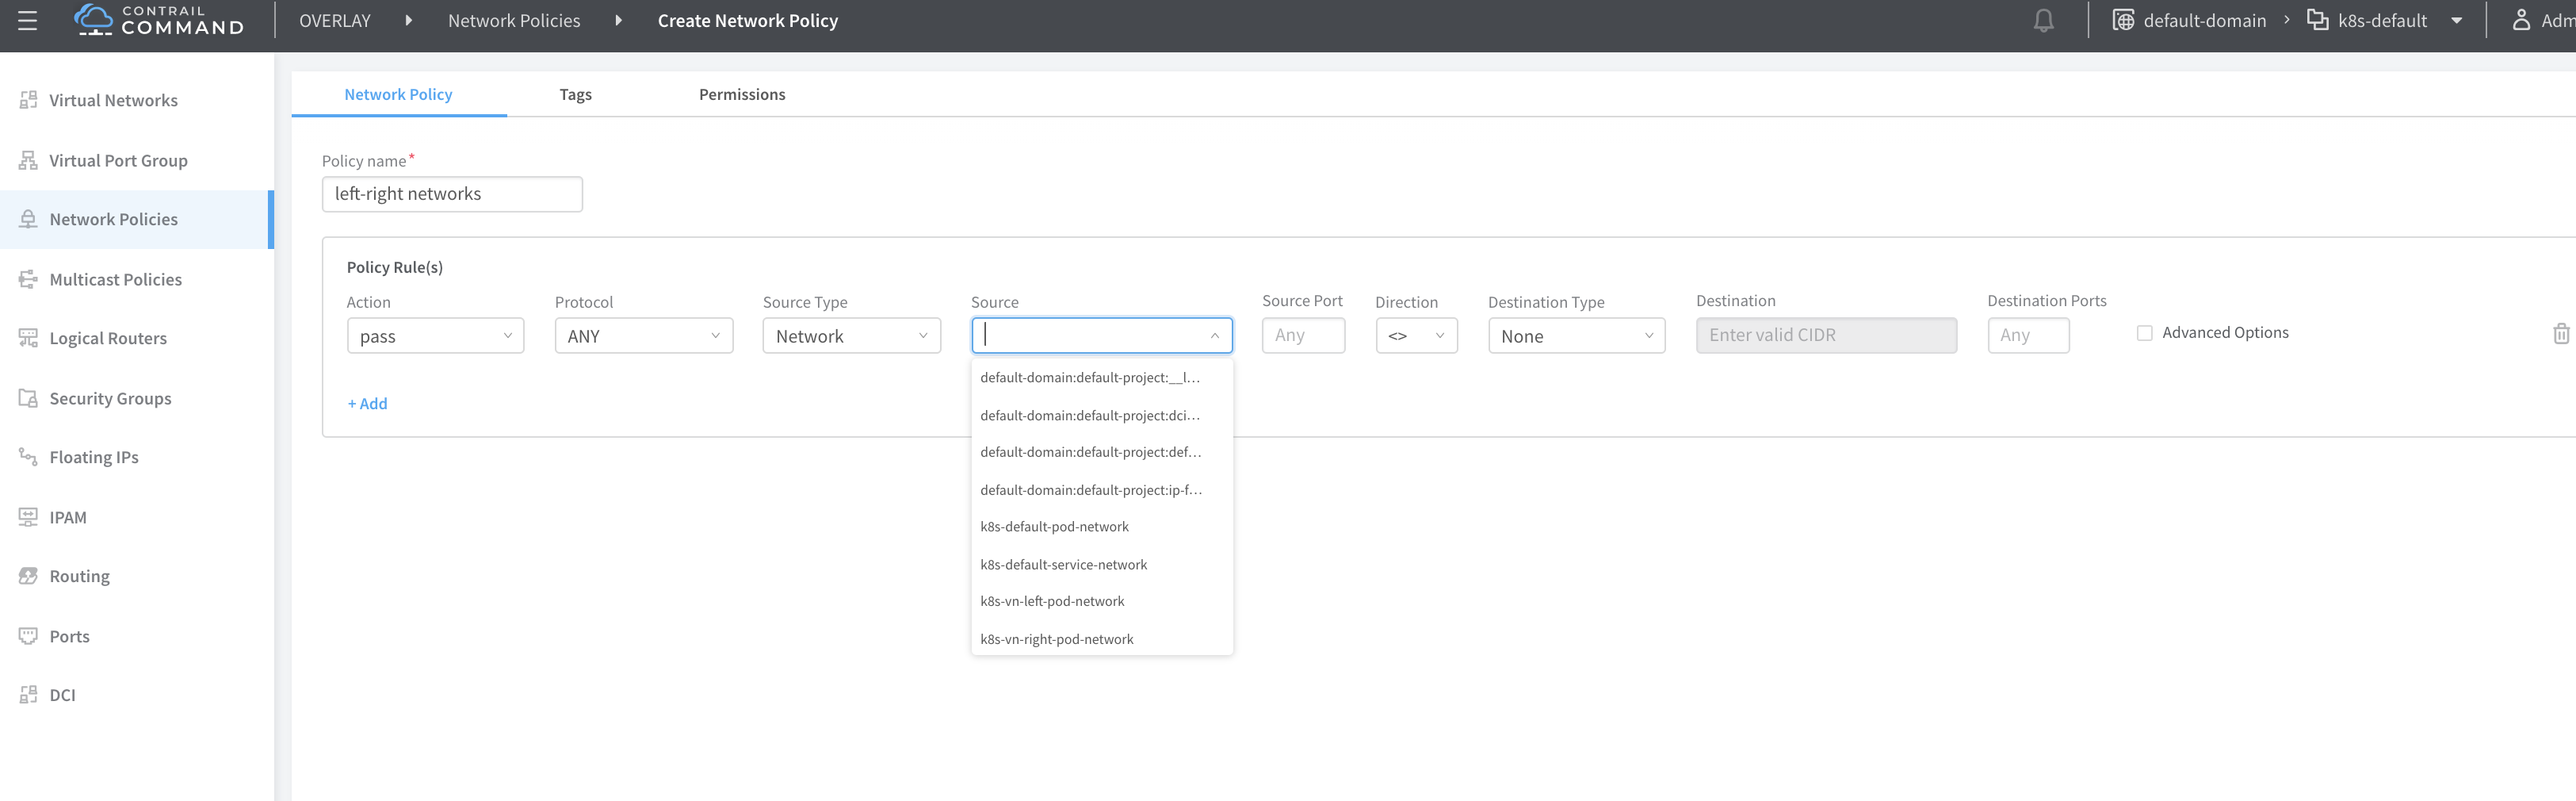 CONTRAIL
COMMAND
OVERLAY
Network Policies
Create Network Policy
default-domain
k8s-default
Adm
Virtual Networks
Virtual Port Group
Network Policies
Multicast Policies
Logical Routers
Security Groups
Floating IPs
IPAM
Routing
Ports
DCI
Network Policy Tags Permissions
Policy name*
left-right networks
Policy Rule(s)
Action Protocol Source Type Source Source Port Direction Destination Type Destination Destination Ports
pass ANY Network Any <> None Enter valid CIDR Any Advanced Options
+ Add
default-domain:default-project:__l...
default-domain:default-project:dci...
default-domain:default-project:def...
default-domain:default-project:ip-f...
k8s-default-pod-network
k8s-default-service-network
k8s-vn-left-pod-network
k8s-vn-right-pod-network